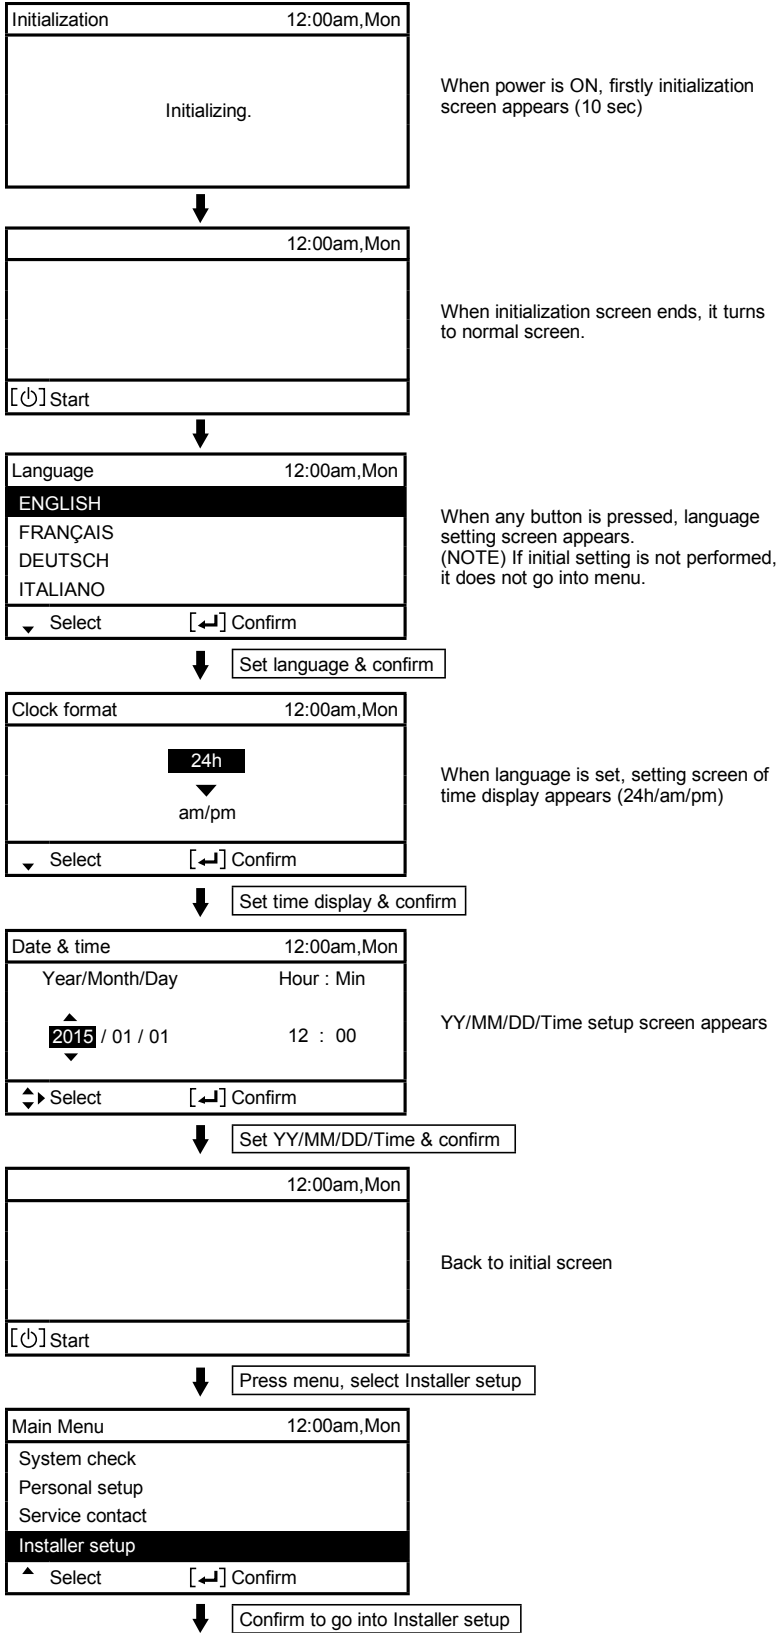 Initialization 12:00am,Mon
Initializing.
When power is ON, firstly initialization
screen appears (10 sec)
12:00am,Mon
[⏻] Start
When initialization screen ends, it turns
to normal screen.
Language 12:00am,Mon
ENGLISH
FRANÇAIS
DEUTSCH
ITALIANO
Select [↵] Confirm
When any button is pressed, language
setting screen appears.
(NOTE) If initial setting is not performed,
it does not go into menu.
Set language & confirm
Clock format 12:00am,Mon
24h
am/pm
Select [↵] Confirm
When language is set, setting screen of
time display appears (24h/am/pm)
Set time display & confirm
Date & time 12:00am,Mon
Year/Month/Day Hour : Min
2015 / 01 / 01 12 : 00
Select [↵] Confirm
YY/MM/DD/Time setup screen appears
Set YY/MM/DD/Time & confirm
12:00am,Mon
[⏻] Start
Back to initial screen
Press menu, select Installer setup
Main Menu 12:00am,Mon
System check
Personal setup
Service contact
Installer setup
Select [↵] Confirm
Confirm to go into Installer setup